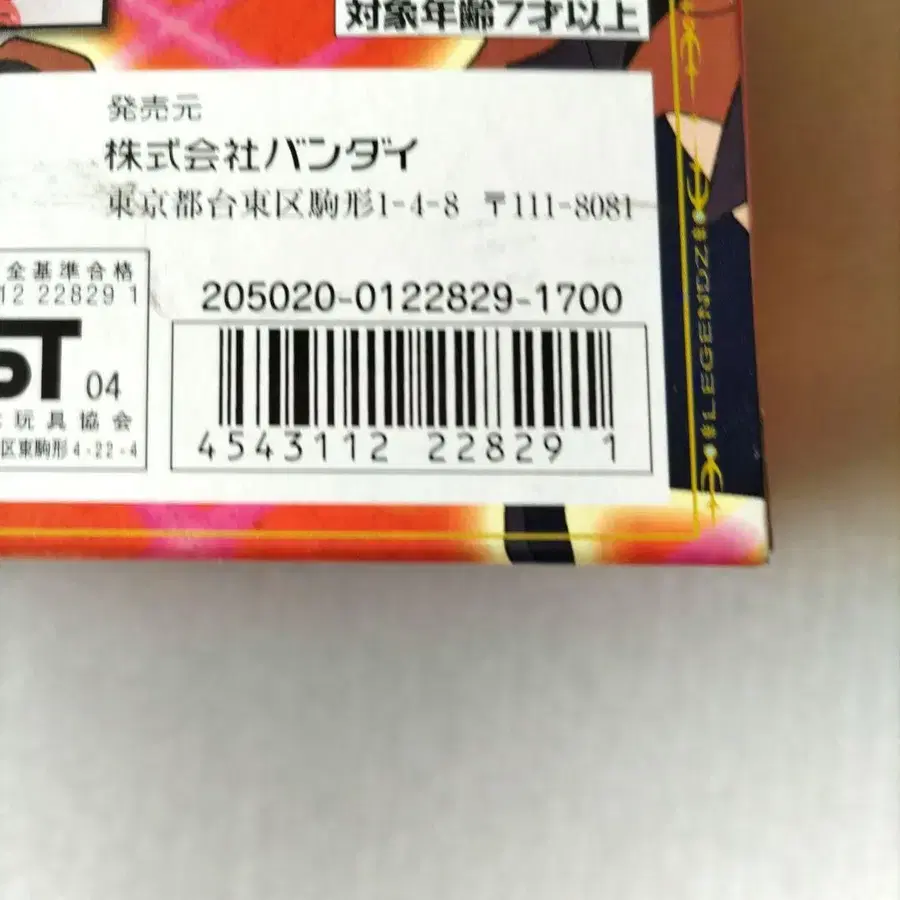 対象年齢7才以上
発売元
株式会社バンダイ
東京都台東区駒形1-4-8 〒111-8081
全基準合格
12 22829 1
ST 04
玩具協会
区東駒形4-22-4
205020-0122829-1700
4543112 22829 1
LEGENDZ